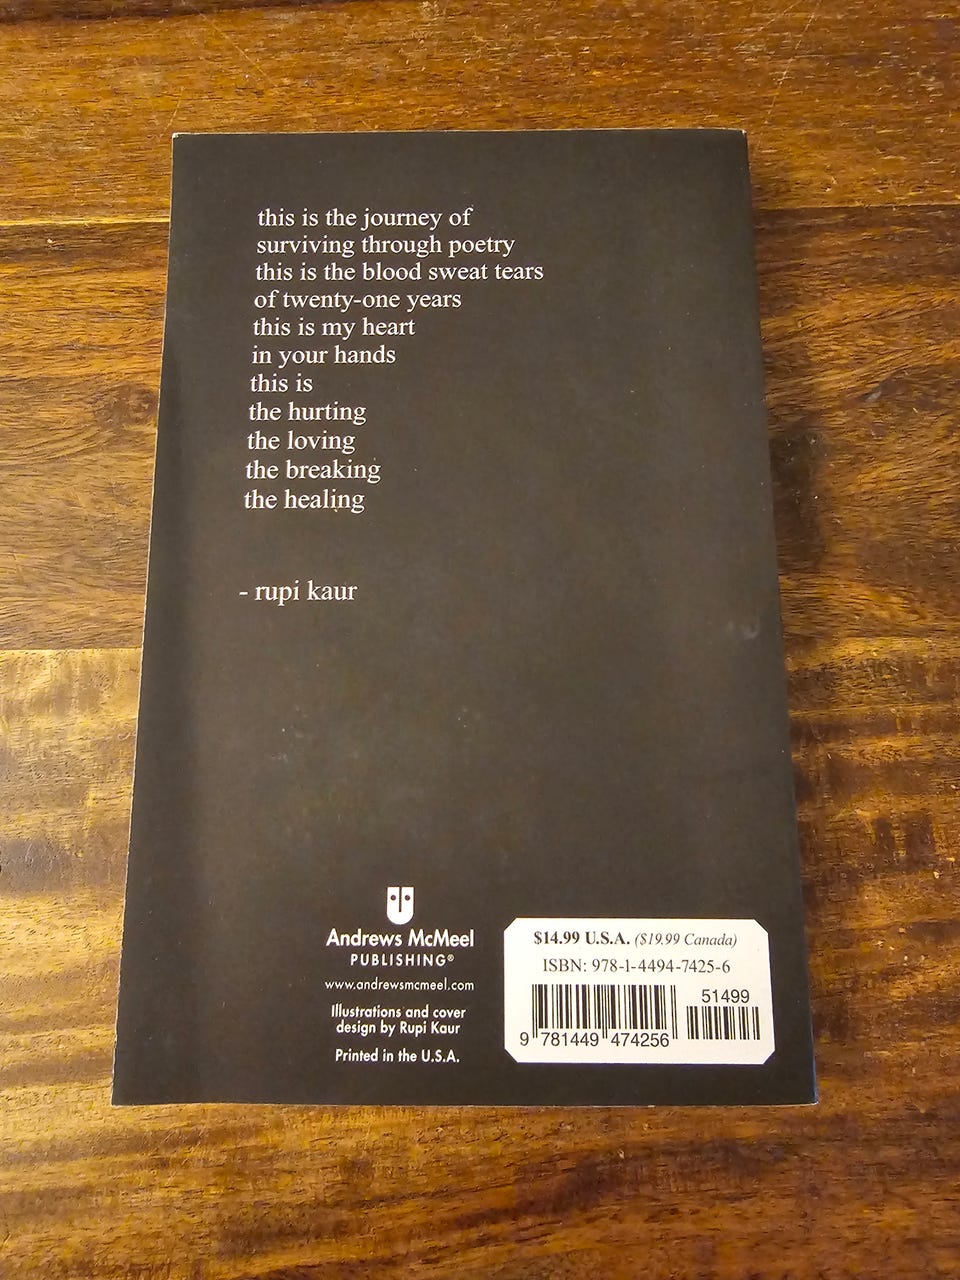 this is the journey of
surviving through poetry
this is the blood sweat tears
of twenty-one years
this is my heart
in your hands
this is
the hurting
the loving
the breaking
the healing
- rupi kaur
Andrews McMeel
PUBLISHING®
www.andrewsmcmeel.com
Illustrations and cover
design by Rupi Kaur
Printed in the U.S.A.
$14.99 U.S.A. ($19.99 Canada)
ISBN: 978-1-4494-7425-6
51499
9 781449 474256